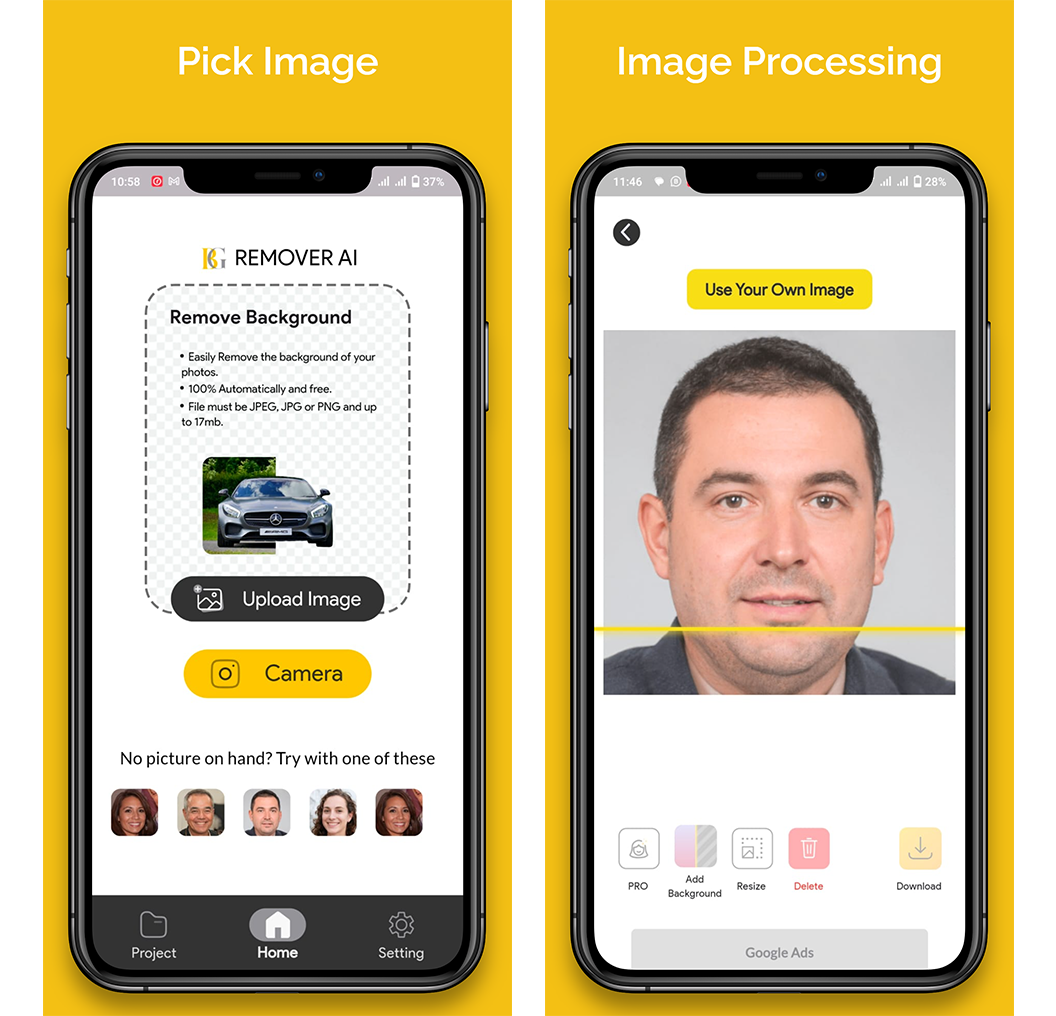 Pick Image
10:58
37%
BG REMOVER AI
Remove Background
• Easily Remove the background of your
photos.
• 100% Automatically and free.
• File must be JPEG, JPG or PNG and up
to 17mb.
Upload Image
Camera
No picture on hand? Try with one of these
Project
Home
Setting
Image Processing
11:46
28%
Use Your Own Image
PRO
Add
Background
Resize
Delete
Download
Google Ads